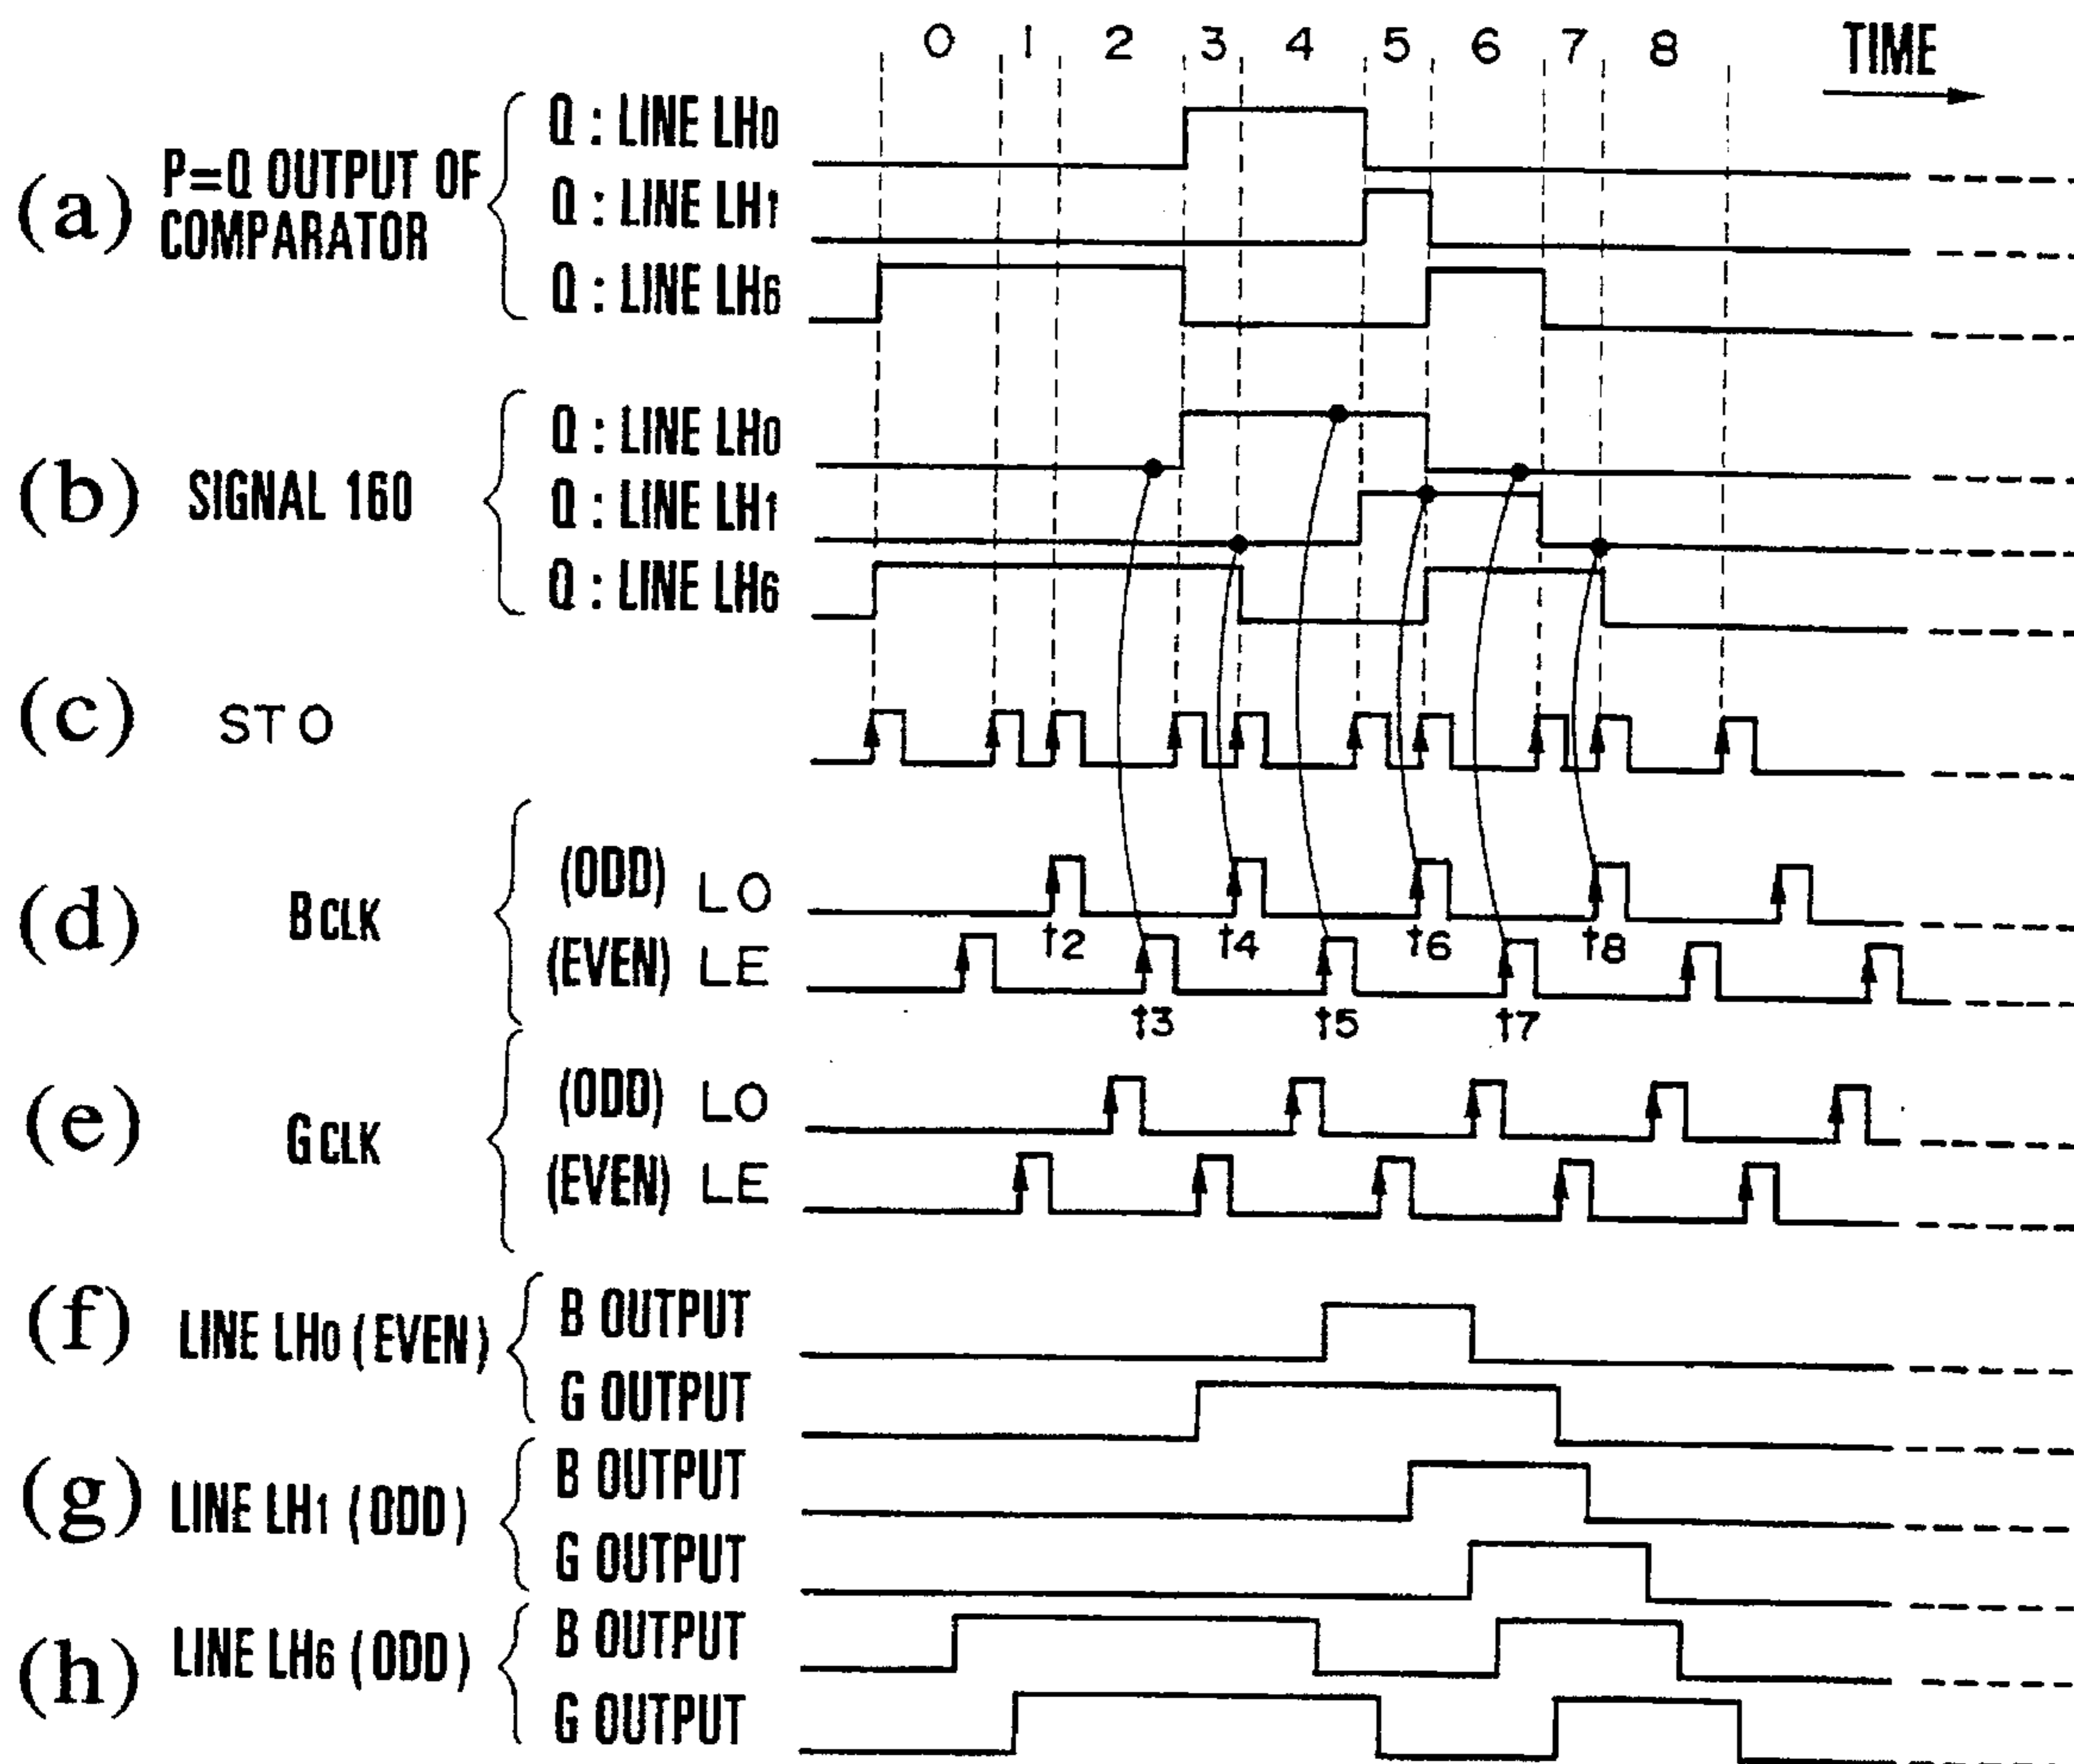 0 1 2 3 4 5 6 7 8 TIME
(a) P=Q OUTPUT OF COMPARATOR
Q : LINE LH0
Q : LINE LH1
Q : LINE LH6
(b) SIGNAL 160
Q : LINE LH0
Q : LINE LH1
Q : LINE LH6
(c) STO
(d) BCLK
(ODD) LO
t2 t4 t6 t8
(EVEN) LE
t3 t5 t7
(e) GCLK
(ODD) LO
(EVEN) LE
(f) LINE LH0 (EVEN)
B OUTPUT
G OUTPUT
(g) LINE LH1 (ODD)
B OUTPUT
G OUTPUT
(h) LINE LH6 (ODD)
B OUTPUT
G OUTPUT